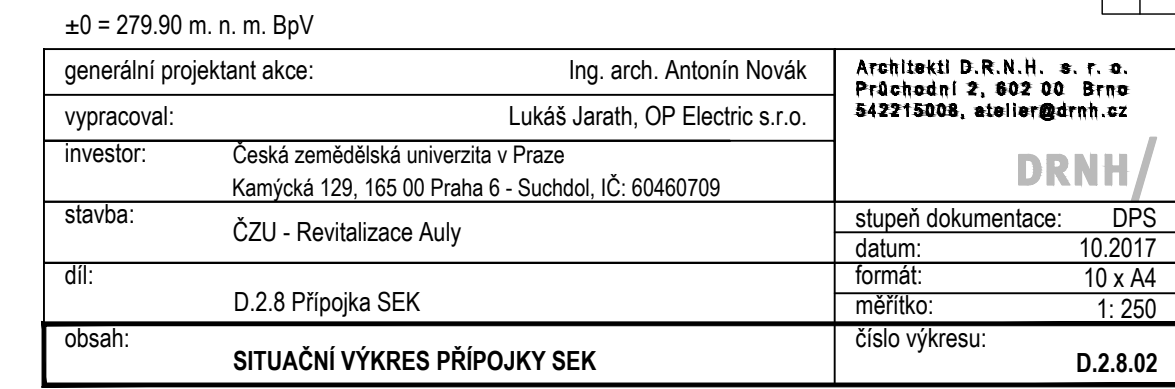 ±0 = 279.90 m. n. m. BpV
generální projektant akce: Ing. arch. Antonín Novák
vypracoval: Lukáš Jarath, OP Electric s.r.o.
investor: Česká zemědělská univerzita v Praze
Kamýcká 129, 165 00 Praha 6 - Suchdol, IČ: 60460709
stavba: ČZU - Revitalizace Auly
díl: D.2.8 Přípojka SEK
obsah: SITUAČNÍ VÝKRES PŘÍPOJKY SEK
Architekti D.R.N.H. s. r. o.
Průchodní 2, 602 00 Brno
542215008, atelier@drnh.cz
DRNH/
stupeň dokumentace: DPS
datum: 10.2017
formát: 10 x A4
měřítko: 1: 250
číslo výkresu: D.2.8.02